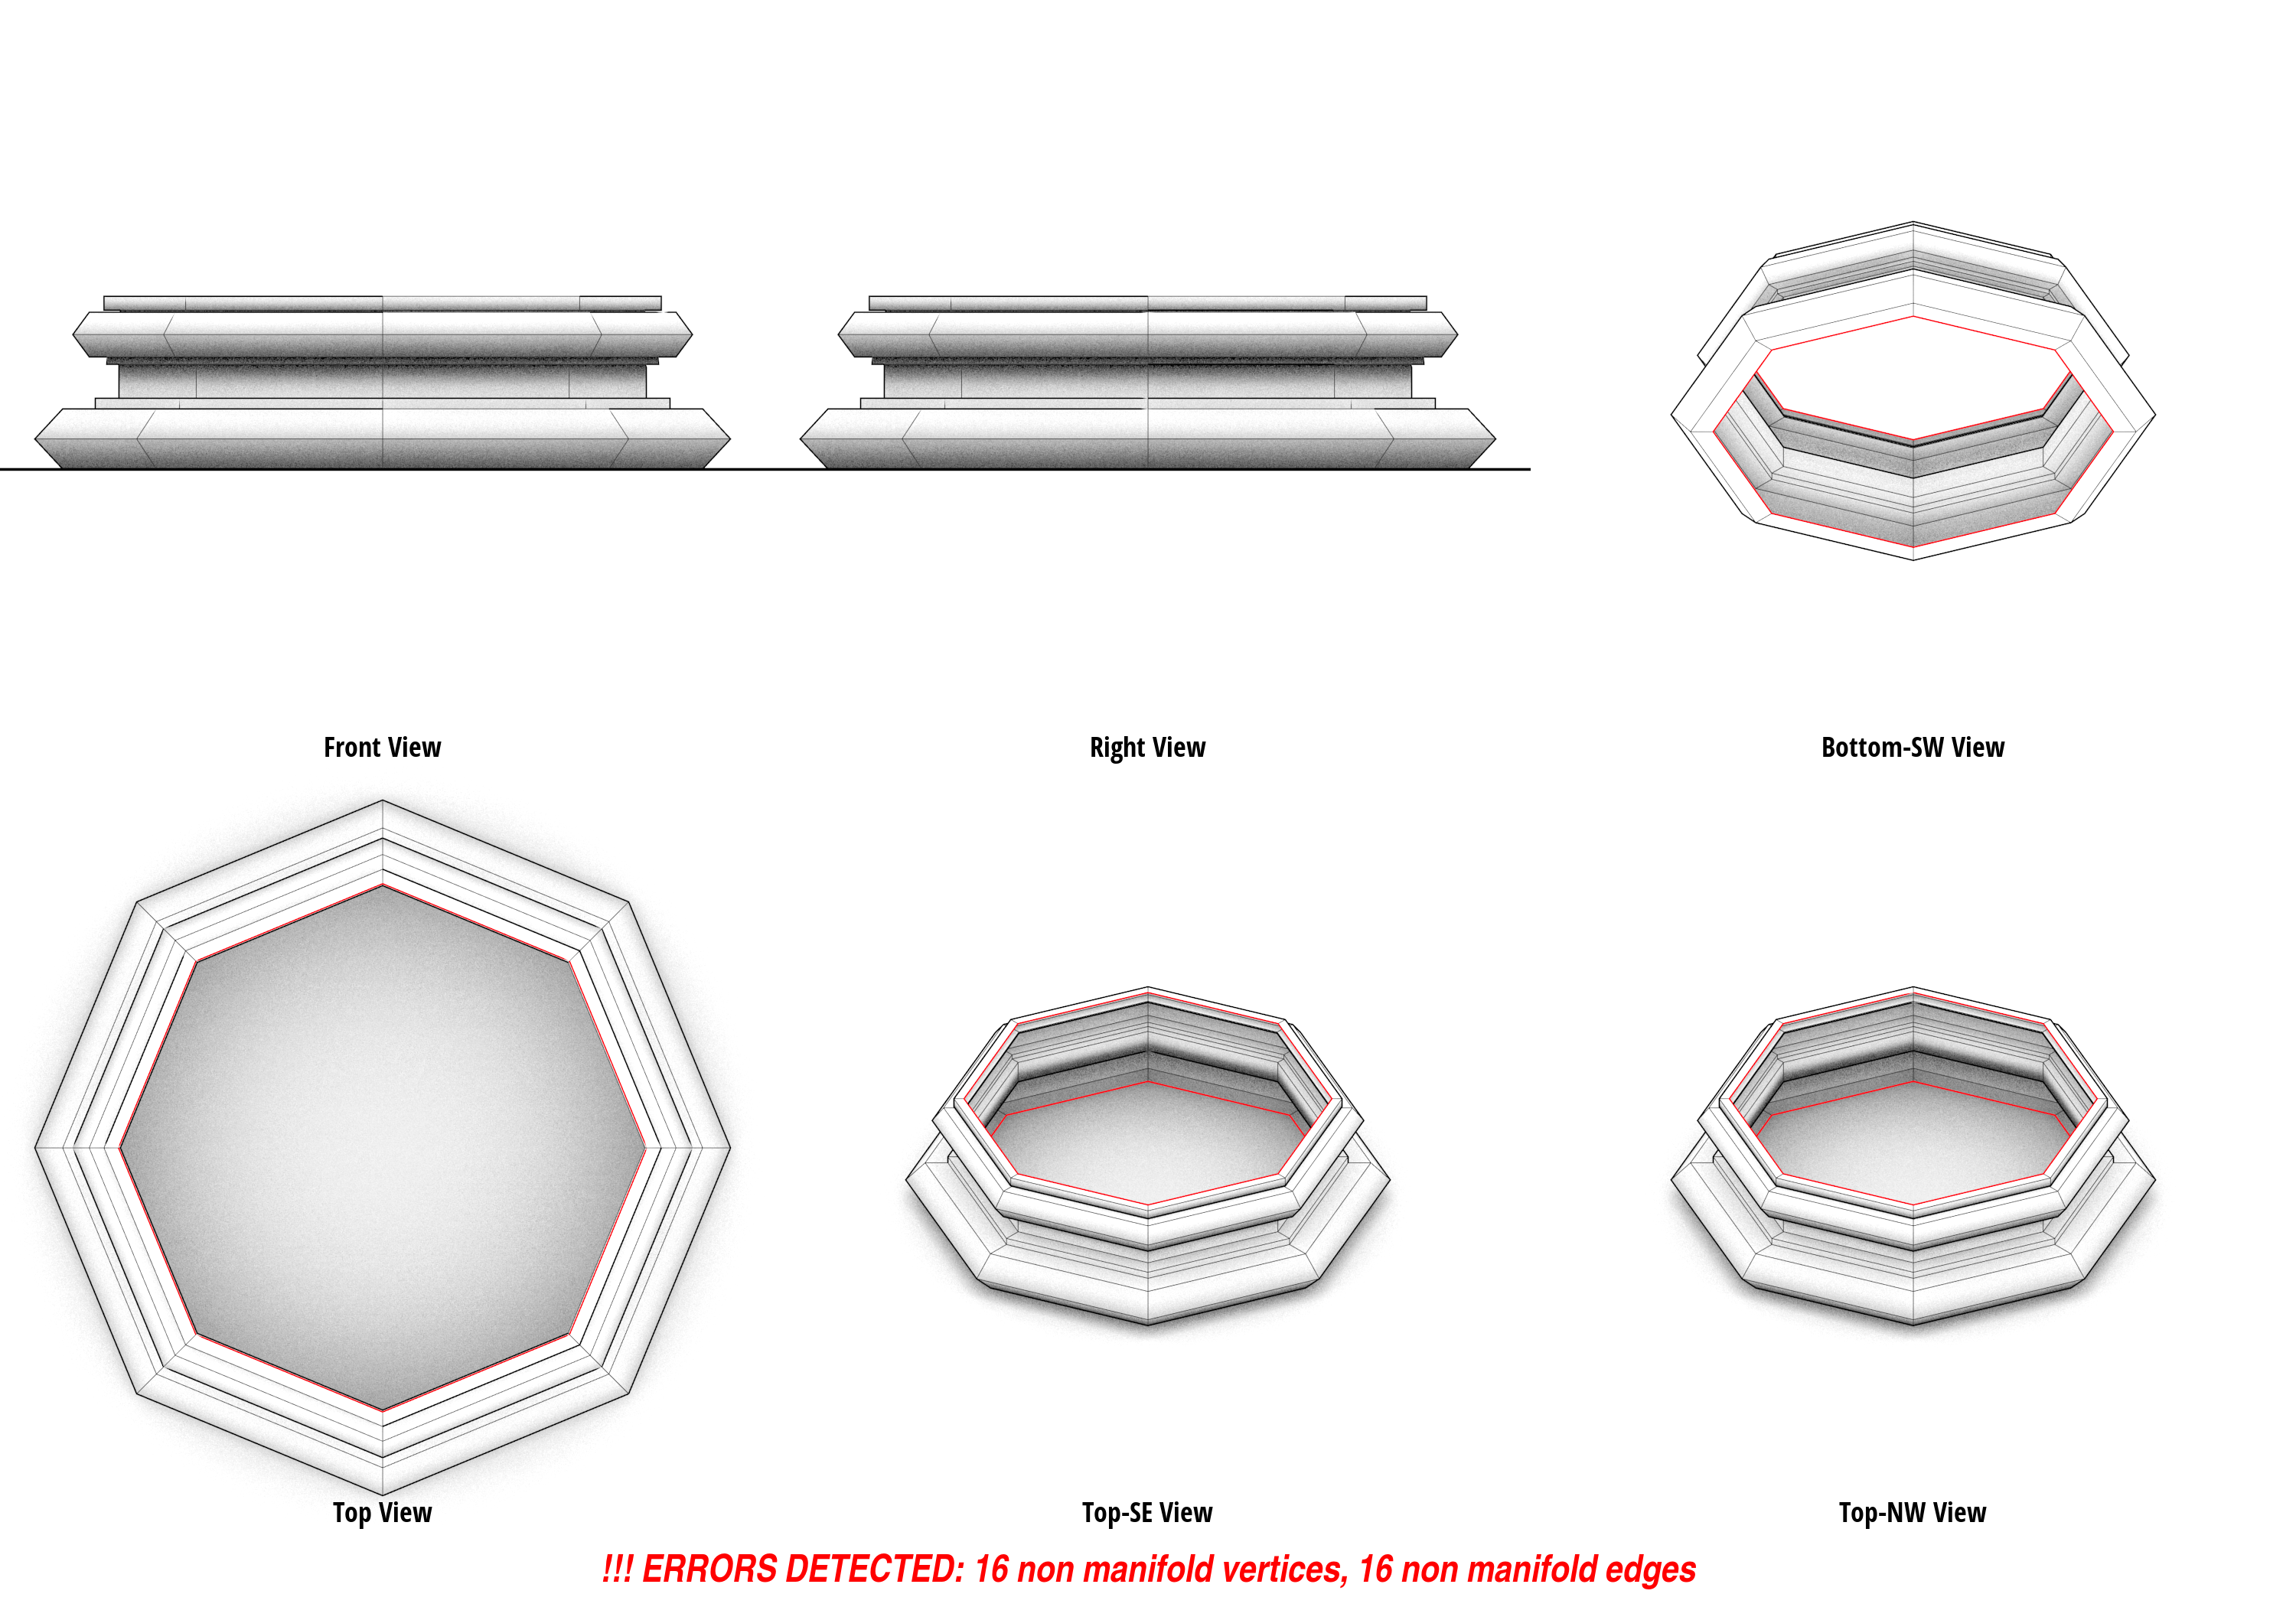 Front View
Right View
Bottom-SW View
Top View
Top-SE View
Top-NW View
!!! ERRORS DETECTED: 16 non manifold vertices, 16 non manifold edges